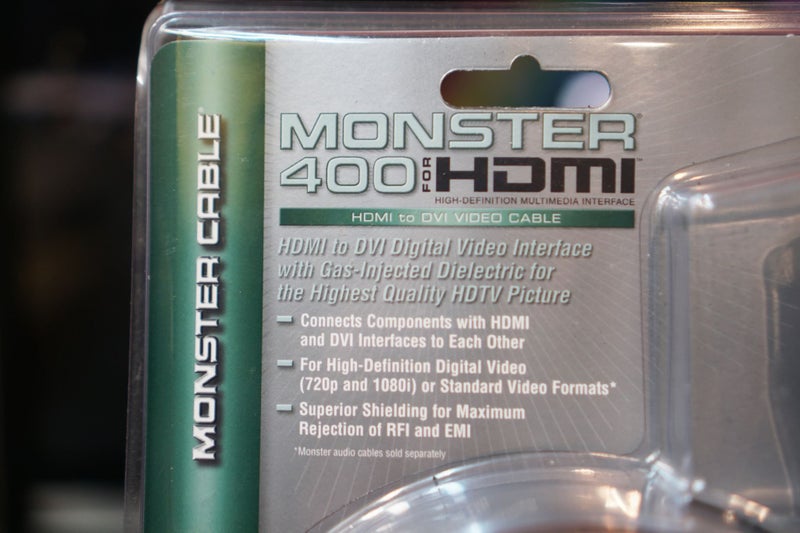 MONSTER CABLE®
MONSTER®
400 FOR HDMI™
HIGH-DEFINITION MULTIMEDIA INTERFACE
HDMI to DVI VIDEO CABLE
HDMI to DVI Digital Video Interface
with Gas-Injected Dielectric for
the Highest Quality HDTV Picture
Connects Components with HDMI
and DVI Interfaces to Each Other
For High-Definition Digital Video
(720p and 1080i) or Standard Video Formats*
Superior Shielding for Maximum
Rejection of RFI and EMI
*Monster audio cables sold separately